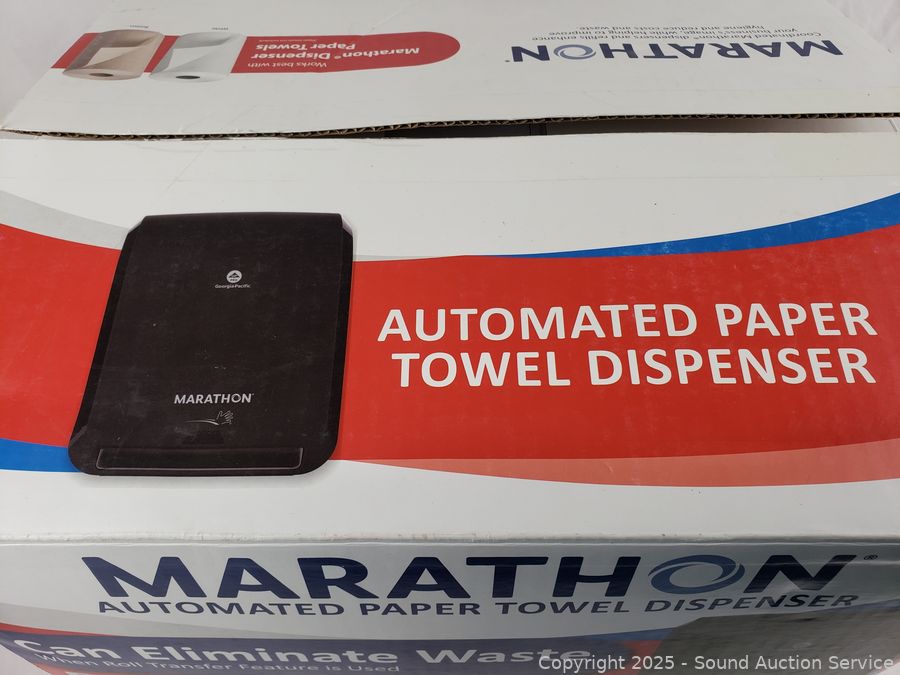 MARATHON®
Coordinated Marathon® dispensers and refills enhance
your business's image, while helping to improve
hygiene and reduce costs and waste.
Works best with
Marathon® Dispenser
Paper Towels
Georgia-Pacific
MARATHON
AUTOMATED PAPER
TOWEL DISPENSER
MARATHON®
AUTOMATED PAPER TOWEL DISPENSER
Can Eliminate Waste
When Roll Transfer Feature is Used
Copyright 2025 - Sound Auction Service